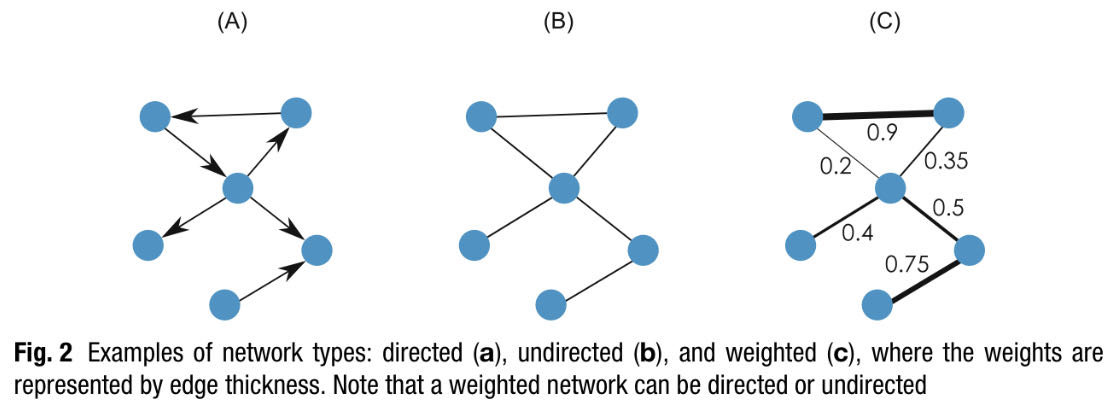 (A)
(B)
(C)
0.9
0.2
0.35
0.5
0.4
0.75
Fig. 2 Examples of network types: directed (a), undirected (b), and weighted (c), where the weights are
represented by edge thickness. Note that a weighted network can be directed or undirected